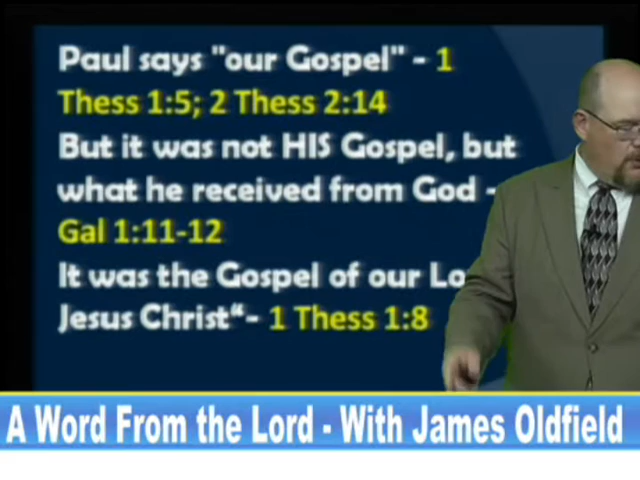 Paul says "our Gospel" - 1
Thess 1:5; 2 Thess 2:14
But it was not HIS Gospel, but
what he received from God -
Gal 1:11-12
It was the Gospel of our Lo
Jesus Christ“- 1 Thess 1:8
A Word From the Lord - With James Oldfield